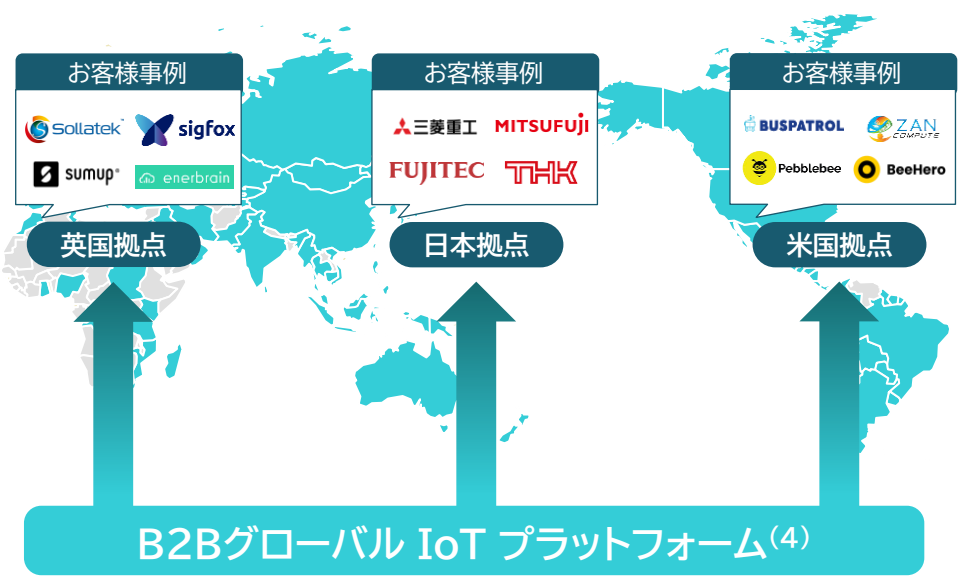 お客様事例
お客様事例
お客様事例
Sollatek™
sigfox
sumup®
enerbrain
三菱重工
MITSUFUJI
FUJITEC
THK
BUSPATROL
ZAN
COMPUTE
Pebblebee
BeeHero
英国拠点
日本拠点
米国拠点
B2Bグローバル IoT プラットフォーム(4)